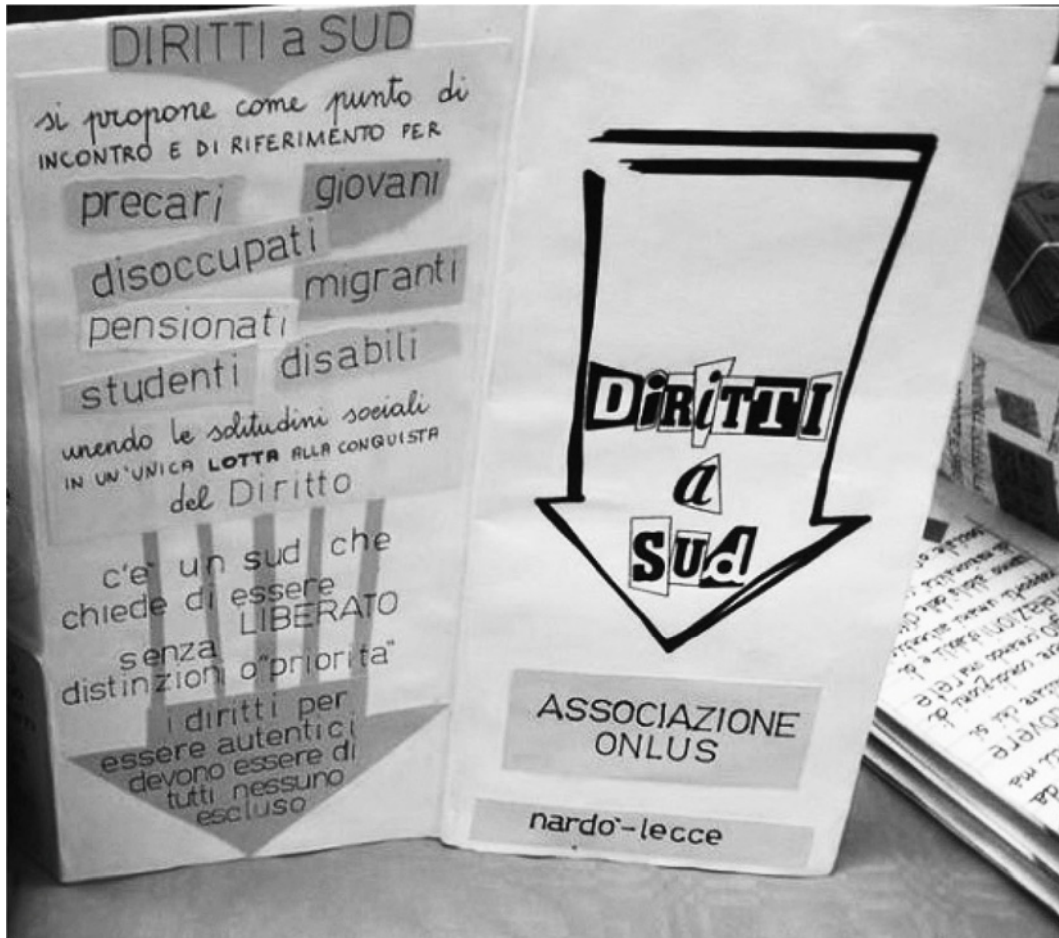 DIRITTI a SUD
si propone come punto di
INCONTRO E DI RIFERIMENTO PER
precari giovani
disoccupati
migranti
pensionati
studenti disabili
unendo le solitudini sociali
IN UN'UNICA LOTTA ALLA CONQUISTA
del Diritto
c'e' un sud che
chiede di essere
LIBERATO
senza
distinzioni o "priorita"
i diritti per
essere autentici
devono essere di
tutti nessuno
escluso
DiRiTTI
a
SUd
ASSOCIAZIONE
ONLUS
nardo'-lecce